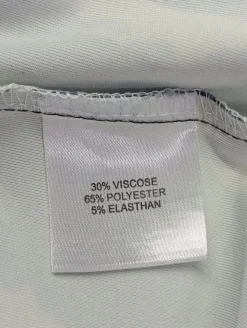 30% VISCOSE
65% POLYESTER
5% ELASTHAN